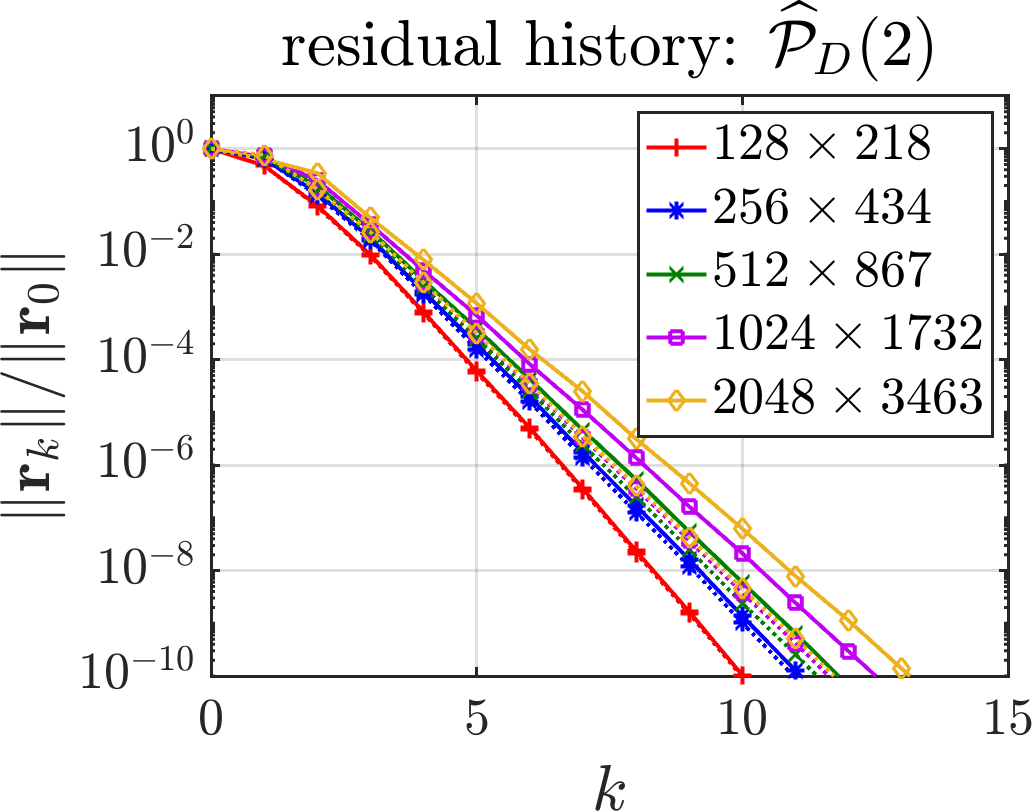 residual history: $\widehat{\mathcal{P}}_D(2)$
$\|\mathbf{r}_k\|/\|\mathbf{r}_0\|$
10^0
10^{-2}
10^{-4}
10^{-6}
10^{-8}
10^{-10}
128 × 218
256 × 434
512 × 867
1024 × 1732
2048 × 3463
0 5 10 15
k